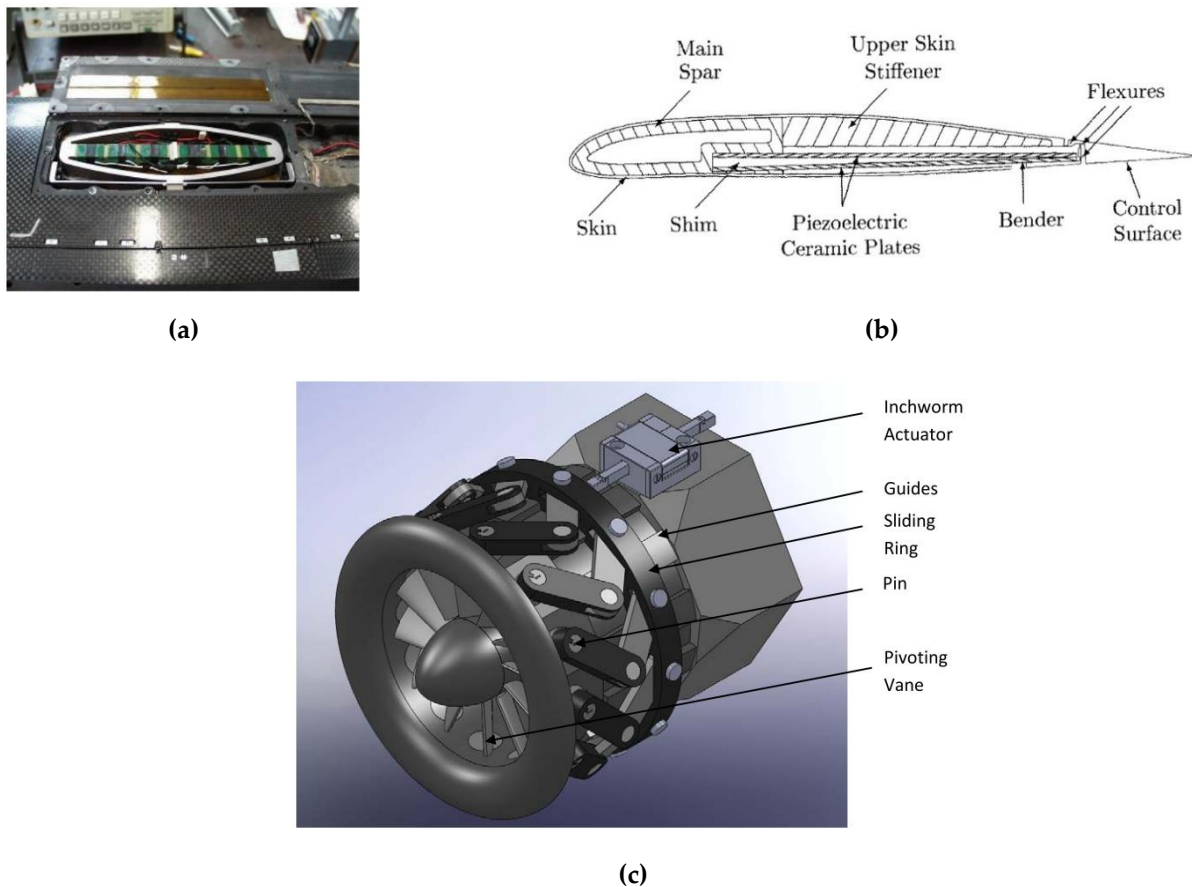 Main
Spar
Upper Skin
Stiffener
Flexures
Skin
Shim
Piezoelectric
Ceramic Plates
Bender
Control
Surface
(a)
(b)
Inchworm
Actuator
Guides
Sliding
Ring
Pin
Pivoting
Vane
(c)